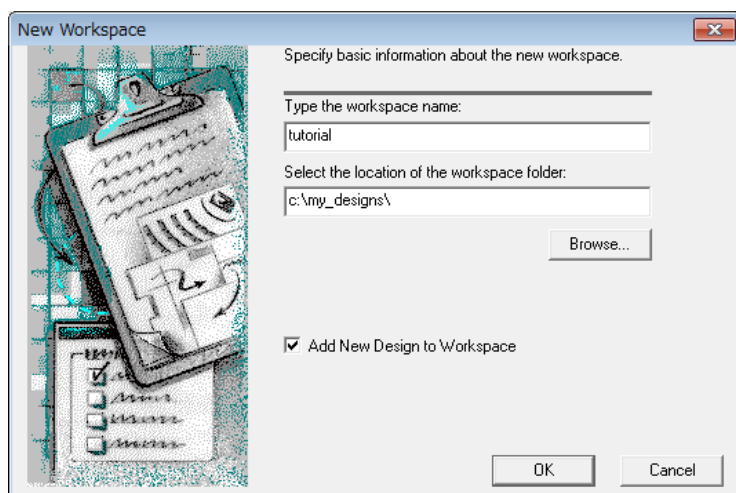 New Workspace
Specify basic information about the new workspace.
Type the workspace name:
tutorial
Select the location of the workspace folder:
c:\my_designs\
Browse...
Add New Design to Workspace
OK
Cancel